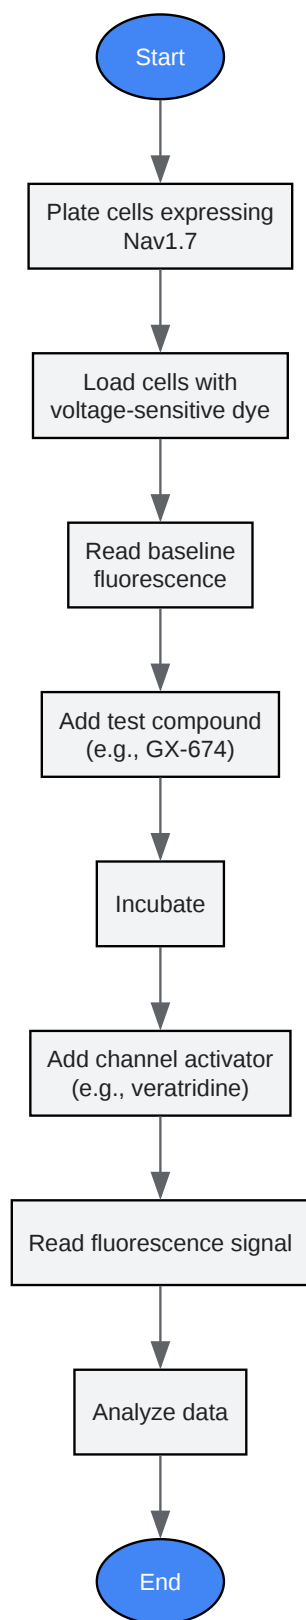 Start
Plate cells expressing
Nav1.7
Load cells with
voltage-sensitive dye
Read baseline
fluorescence
Add test compound
(e.g., GX-674)
Incubate
Add channel activator
(e.g., veratridine)
Read fluorescence signal
Analyze data
End